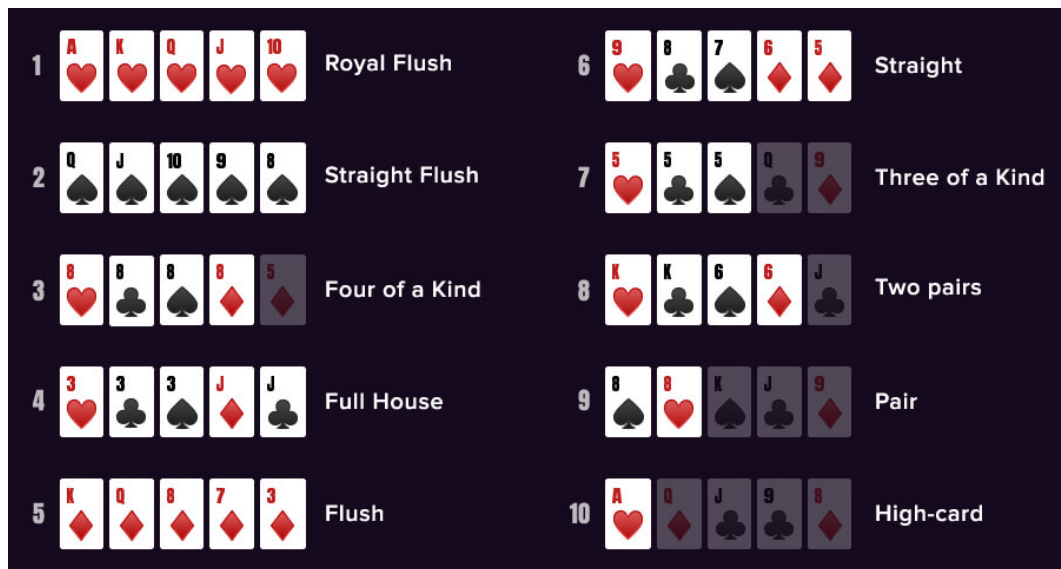 1 A K Q J 10 Royal Flush
2 Q J 10 9 8 Straight Flush
3 8 8 8 8 5 Four of a Kind
4 3 3 3 J J Full House
5 K Q 8 7 3 Flush
6 9 8 7 6 5 Straight
7 5 5 5 Q 9 Three of a Kind
8 K K 6 6 J Two pairs
9 8 8 K J 9 Pair
10 A Q J 9 8 High-card